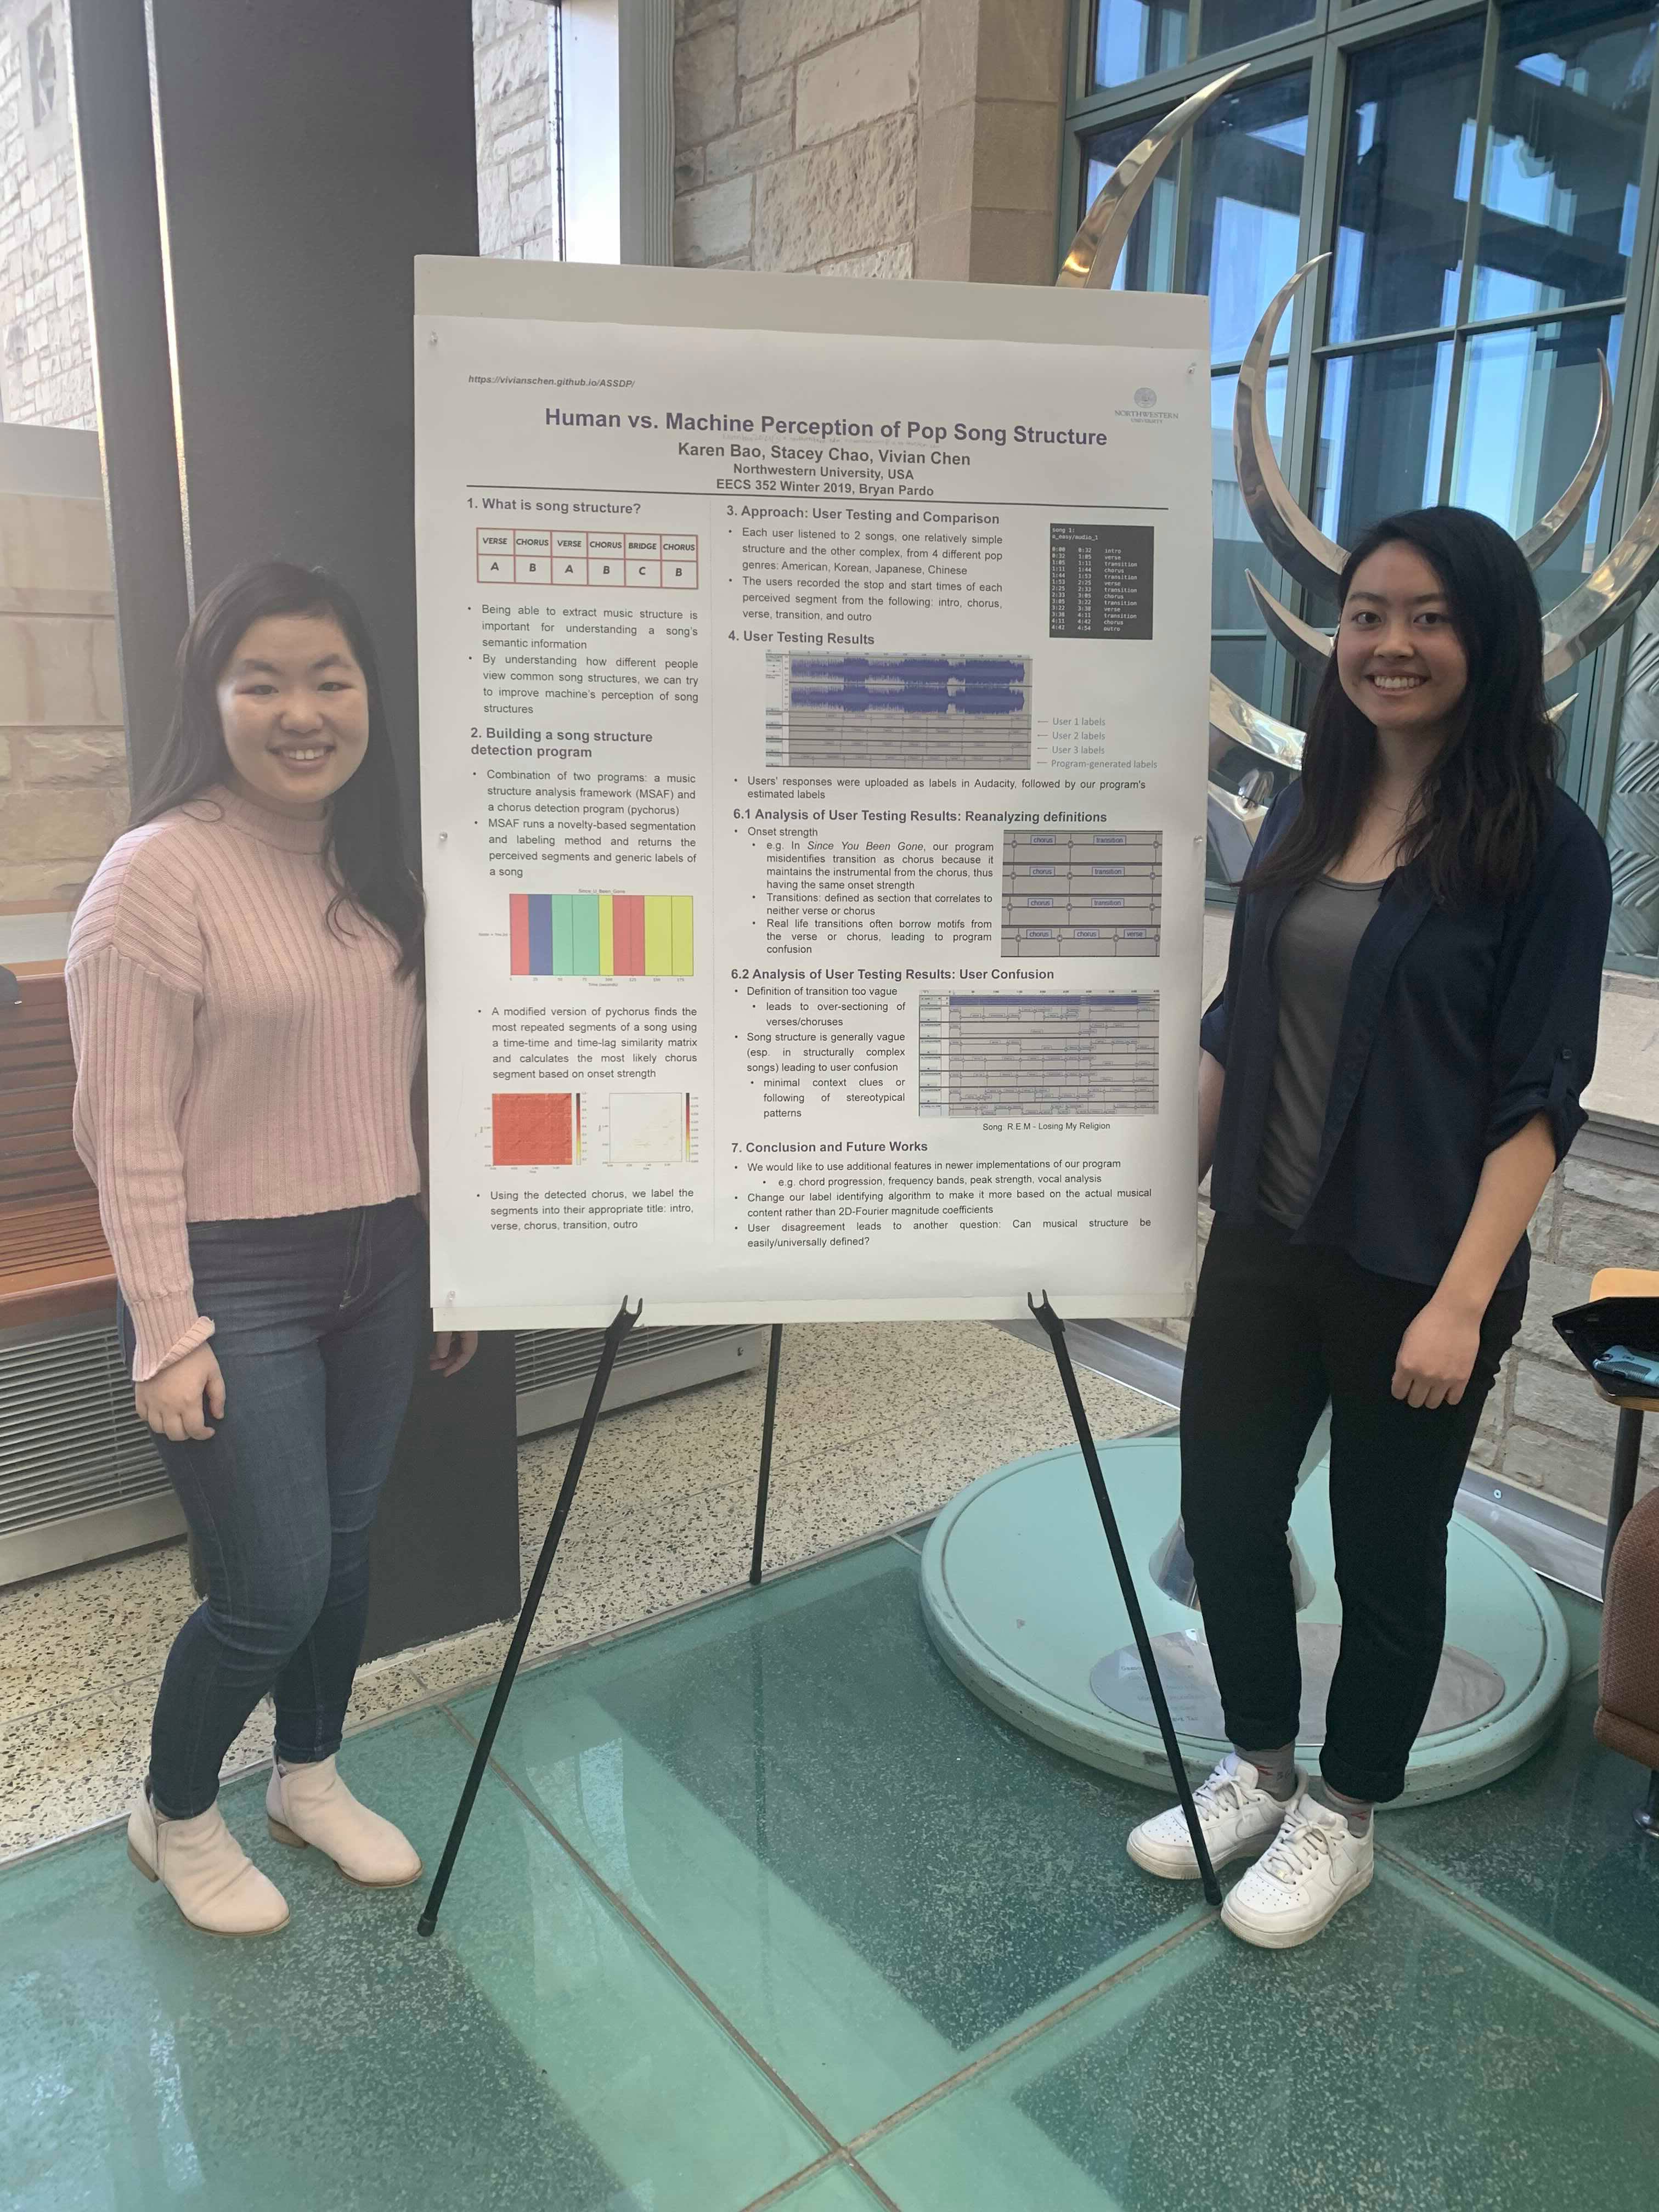 https://vivianschen.github.io/ASSDP/
NORTHWESTERN
UNIVERSITY
Human vs. Machine Perception of Pop Song Structure
Karen Bao, Stacey Chao, Vivian Chen
Northwestern University, USA
EECS 352 Winter 2019, Bryan Pardo
1. What is song structure?
VERSE CHORUS VERSE CHORUS BRIDGE CHORUS
A B A B C B
• Being able to extract music structure is
important for understanding a song's
semantic information
• By understanding how different people
view common song structures, we can try
to improve machine's perception of song
structures
2. Building a song structure
detection program
• Combination of two programs: a music
structure analysis framework (MSAF) and
a chorus detection program (pychorus)
• MSAF runs a novelty-based segmentation
and labeling method and returns the
perceived segments and generic labels of
a song
Since_U_Been_Gone
Time (seconds)
• A modified version of pychorus finds the
most repeated segments of a song using
a time-time and time-lag similarity matrix
and calculates the most likely chorus
segment based on onset strength
• Using the detected chorus, we label the
segments into their appropriate title: intro,
verse, chorus, transition, outro
3. Approach: User Testing and Comparison
• Each user listened to 2 songs, one relatively simple
structure and the other complex, from 4 different pop
genres: American, Korean, Japanese, Chinese
• The users recorded the stop and start times of each
perceived segment from the following: intro, chorus,
verse, transition, and outro
song 1:
a_easy/audio_1
0:00 0:32 intro
0:32 1:05 verse
1:05 1:11 transition
1:11 1:44 chorus
1:44 1:53 transition
1:53 2:25 verse
2:25 2:33 transition
2:33 3:05 chorus
3:05 3:22 transition
3:22 3:38 verse
3:38 4:11 transition
4:11 4:42 chorus
4:42 4:54 outro
4. User Testing Results
User 1 labels
User 2 labels
User 3 labels
Program-generated labels
• Users' responses were uploaded as labels in Audacity, followed by our program's
estimated labels
6.1 Analysis of User Testing Results: Reanalyzing definitions
• Onset strength
• e.g. In Since You Been Gone, our program
misidentifies transition as chorus because it
maintains the instrumental from the chorus, thus
having the same onset strength
• Transitions: defined as section that correlates to
neither verse or chorus
• Real life transitions often borrow motifs from
the verse or chorus, leading to program
confusion
chorus transition
chorus transition
chorus transition
chorus chorus verse
6.2 Analysis of User Testing Results: User Confusion
• Definition of transition too vague
• leads to over-sectioning of
verses/choruses
• Song structure is generally vague
(esp. in structurally complex
songs) leading to user confusion
• minimal context clues or
following of stereotypical
patterns
Song: R.E.M - Losing My Religion
7. Conclusion and Future Works
• We would like to use additional features in newer implementations of our program
• e.g. chord progression, frequency bands, peak strength, vocal analysis
• Change our label identifying algorithm to make it more based on the actual musical
content rather than 2D-Fourier magnitude coefficients
• User disagreement leads to another question: Can musical structure be
easily/universally defined?